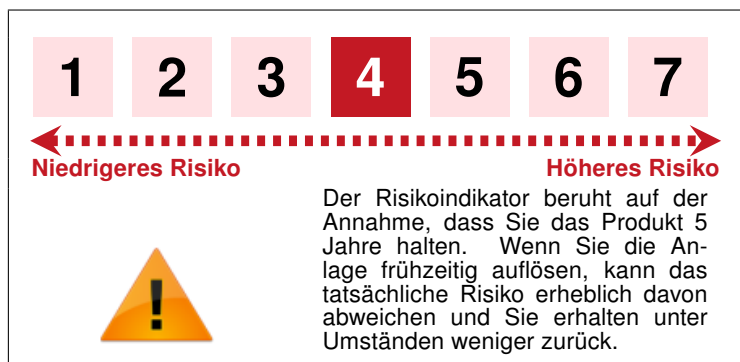 1 2 3 4 5 6 7
Niedrigeres Risiko Höheres Risiko
Der Risikoindikator beruht auf der
Annahme, dass Sie das Produkt 5
Jahre halten. Wenn Sie die An-
lage frühzeitig auflösen, kann das
tatsächliche Risiko erheblich davon
abweichen und Sie erhalten unter
Umständen weniger zurück.